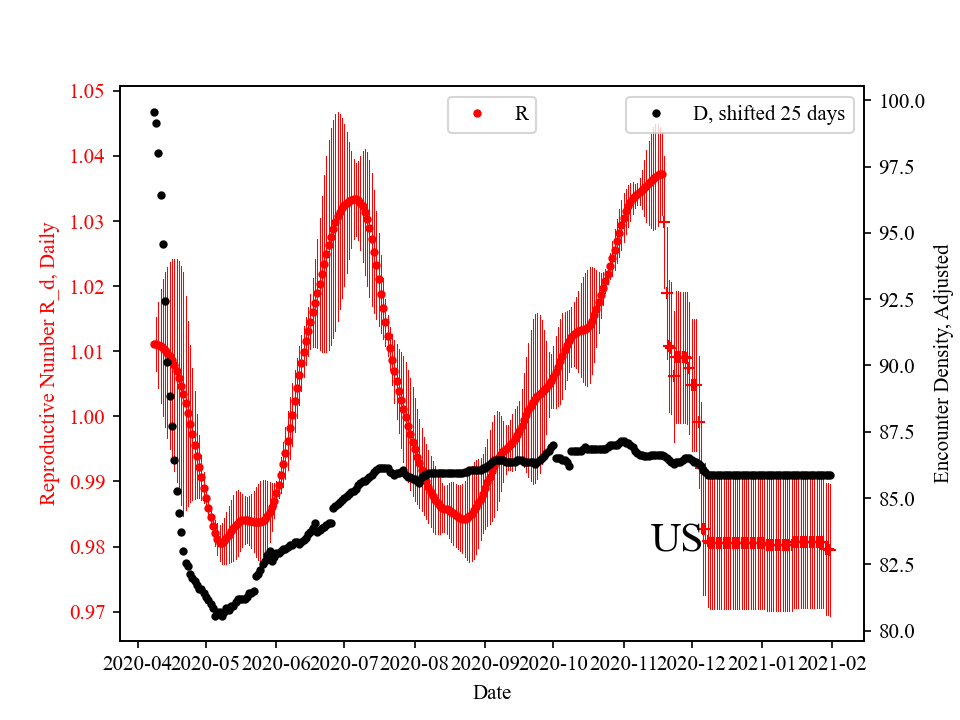 R
D, shifted 25 days
1.05
1.04
1.03
1.02
1.01
1.00
0.99
0.98
0.97
Reproductive Number R_d, Daily
100.0
97.5
95.0
92.5
90.0
87.5
85.0
82.5
80.0
Encounter Density, Adjusted
US
2020-04 2020-05 2020-06 2020-07 2020-08 2020-09 2020-10 2020-11 2020-12 2021-01 2021-02
Date